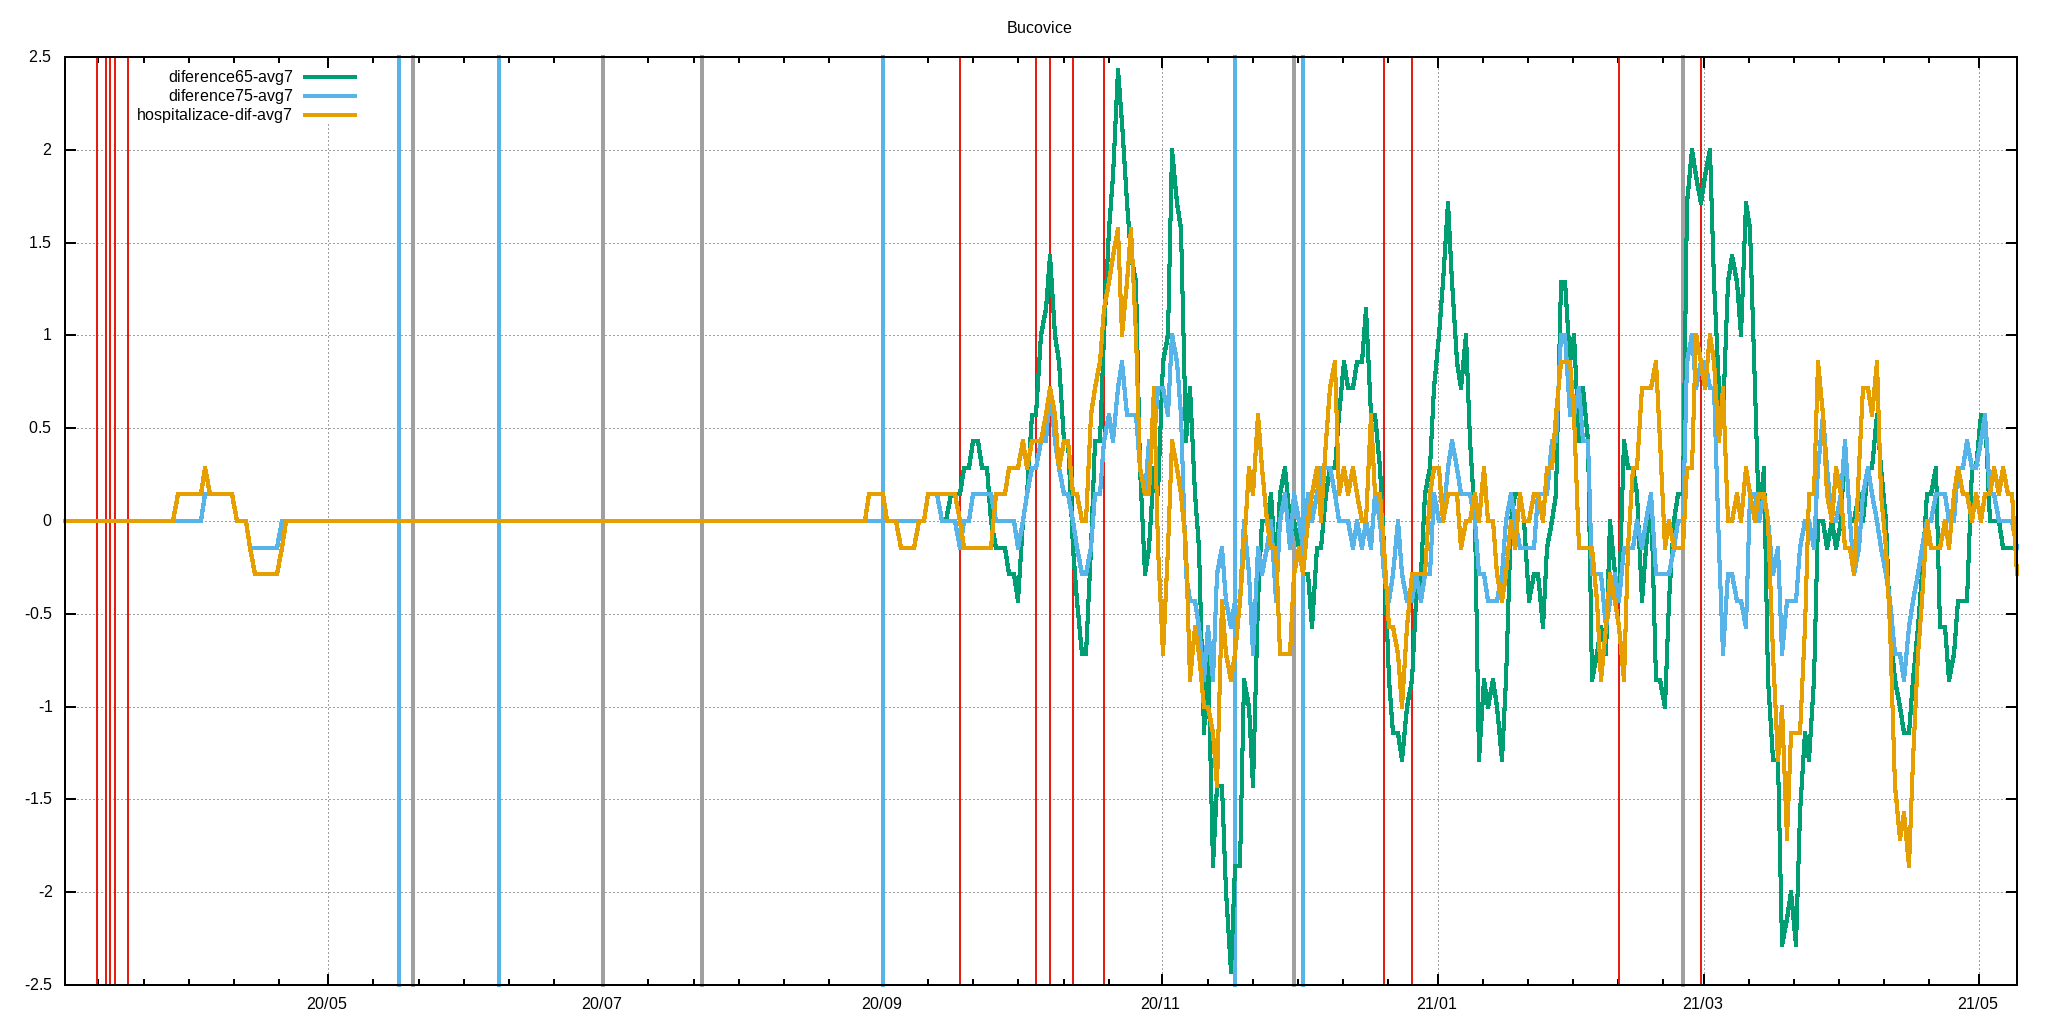 Bucovice
diference65-avg7
diference75-avg7
hospitalizace-dif-avg7
2.5
2
1.5
1
0.5
0
-0.5
-1
-1.5
-2
-2.5
20/05 20/07 20/09 20/11 21/01 21/03 21/05